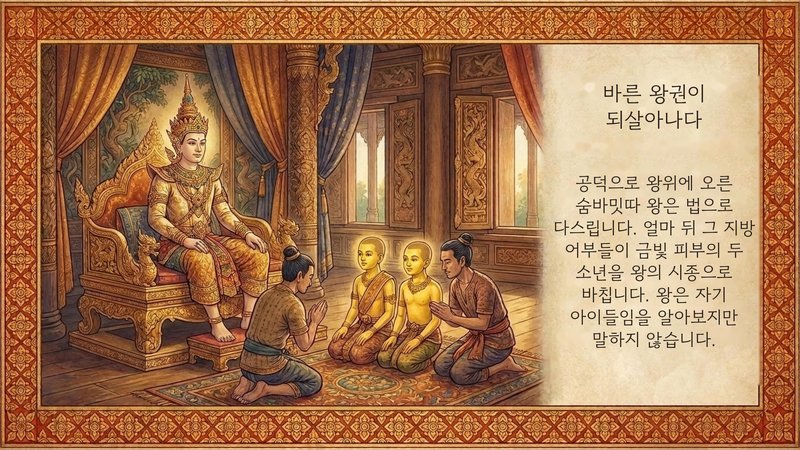 바른 왕권이
되살아나다
공덕으로 왕위에 오른
숨바밋따 왕은 법으로
다스립니다. 얼마 뒤 그 지방
어부들이 금빛 피부의 두
소년을 왕의 시종으로
바칩니다. 왕은 자기
아이들임을 알아보지만
말하지 않습니다.